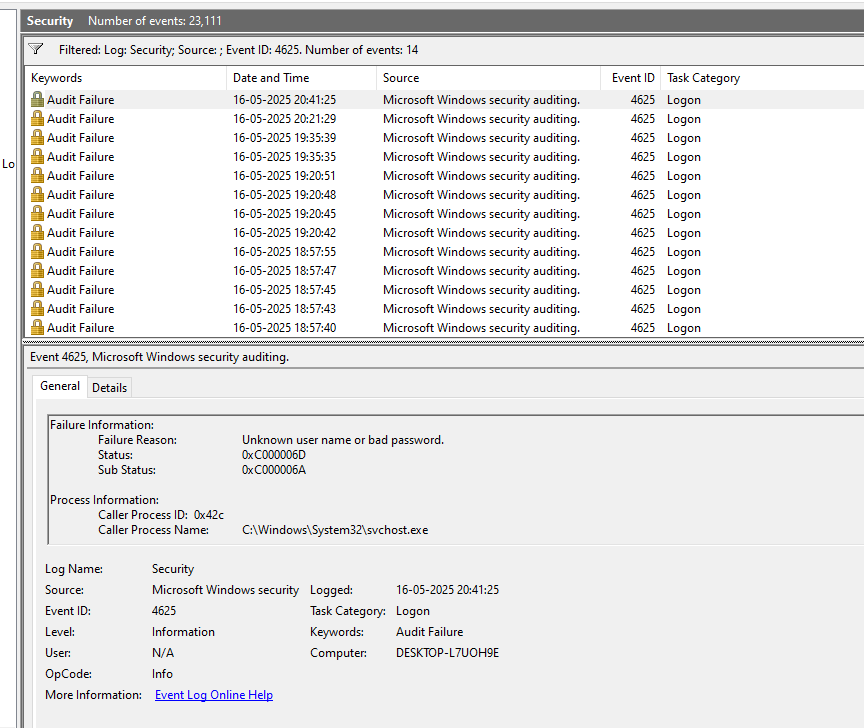 Security Number of events: 23,111
Filtered: Log: Security; Source: ; Event ID: 4625. Number of events: 14
Keywords Date and Time Source Event ID Task Category
Audit Failure 16-05-2025 20:41:25 Microsoft Windows security auditing. 4625 Logon
Audit Failure 16-05-2025 20:21:29 Microsoft Windows security auditing. 4625 Logon
Audit Failure 16-05-2025 19:35:39 Microsoft Windows security auditing. 4625 Logon
Audit Failure 16-05-2025 19:35:35 Microsoft Windows security auditing. 4625 Logon
Lo
Audit Failure 16-05-2025 19:20:51 Microsoft Windows security auditing. 4625 Logon
Audit Failure 16-05-2025 19:20:48 Microsoft Windows security auditing. 4625 Logon
Audit Failure 16-05-2025 19:20:45 Microsoft Windows security auditing. 4625 Logon
Audit Failure 16-05-2025 19:20:42 Microsoft Windows security auditing. 4625 Logon
Audit Failure 16-05-2025 18:57:55 Microsoft Windows security auditing. 4625 Logon
Audit Failure 16-05-2025 18:57:47 Microsoft Windows security auditing. 4625 Logon
Audit Failure 16-05-2025 18:57:45 Microsoft Windows security auditing. 4625 Logon
Audit Failure 16-05-2025 18:57:43 Microsoft Windows security auditing. 4625 Logon
Audit Failure 16-05-2025 18:57:40 Microsoft Windows security auditing. 4625 Logon
Event 4625, Microsoft Windows security auditing.
General Details
Failure Information:
Failure Reason: Unknown user name or bad password.
Status: 0xC000006D
Sub Status: 0xC000006A
Process Information:
Caller Process ID: 0x42c
Caller Process Name: C:\Windows\System32\svchost.exe
Log Name: Security
Source: Microsoft Windows security Logged: 16-05-2025 20:41:25
Event ID: 4625 Task Category: Logon
Level: Information Keywords: Audit Failure
User: N/A Computer: DESKTOP-L7UOH9E
OpCode: Info
More Information: Event Log Online Help